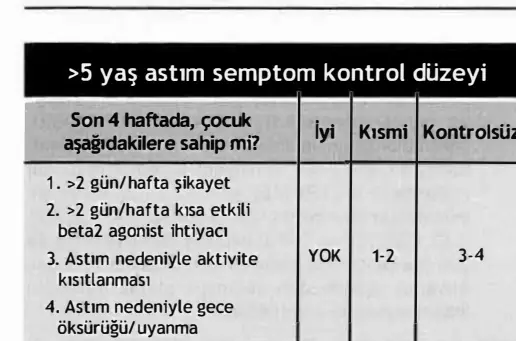 >5 yaş astım semptom kontrol düzeyi
Son 4 haftada, çocuk
aşağıdakilere sahip mi?
İyi
Kısmi
Kontrolsüz
1. >2 gün/hafta şikayet
2. >2 gün/hafta kısa etkili
beta2 agonist ihtiyacı
3. Astım nedeniyle aktivite
kısıtlanması
4. Astım nedeniyle gece
öksürüğü/uyanma
YOK
1-2
3-4